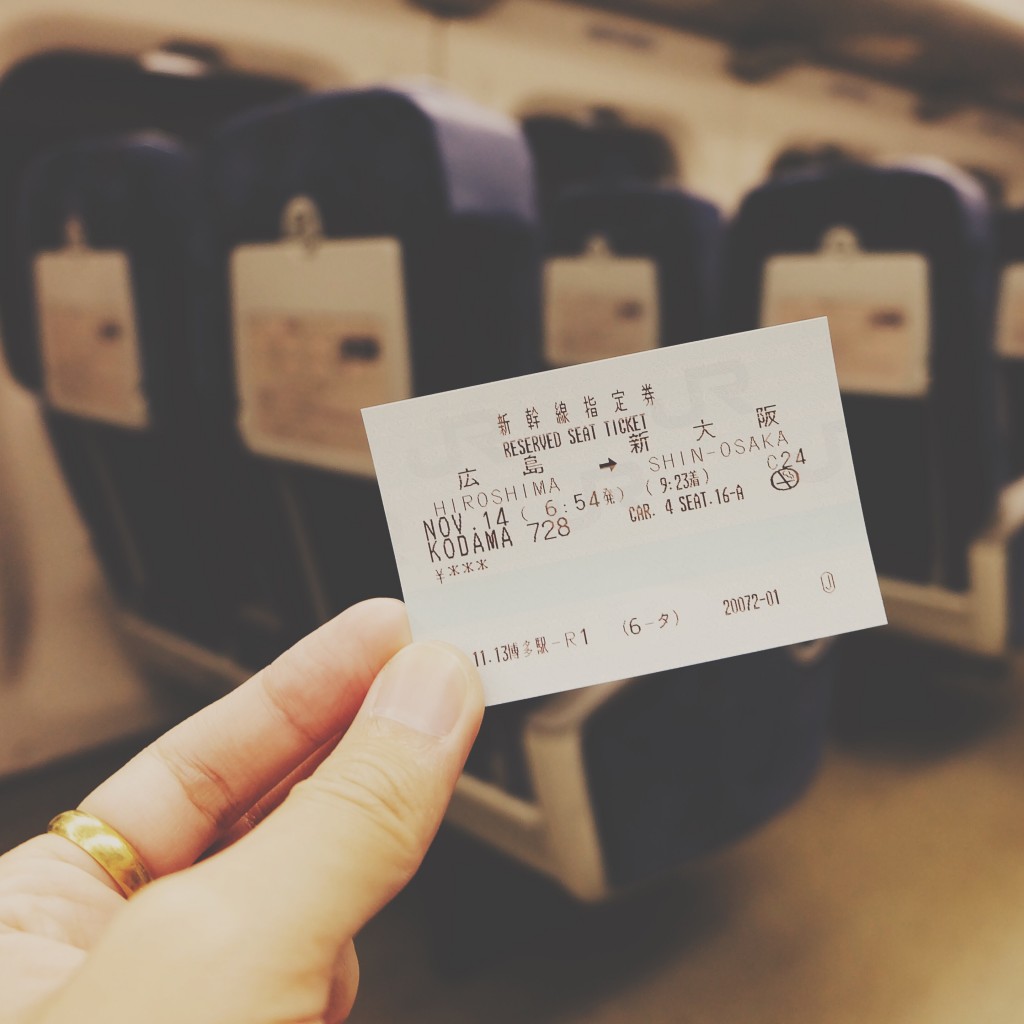 新幹線指定券
RESERVED SEAT TICKET
広島 ➡ 新大阪
HIROSHIMA SHIN-OSAKA
NOV.14 ( 6:54発) ( 9:23着) C24
KODAMA 728 CAR. 4 SEAT.16-A
¥***
11.13博多駅-R1 (6-タ) 20072-01